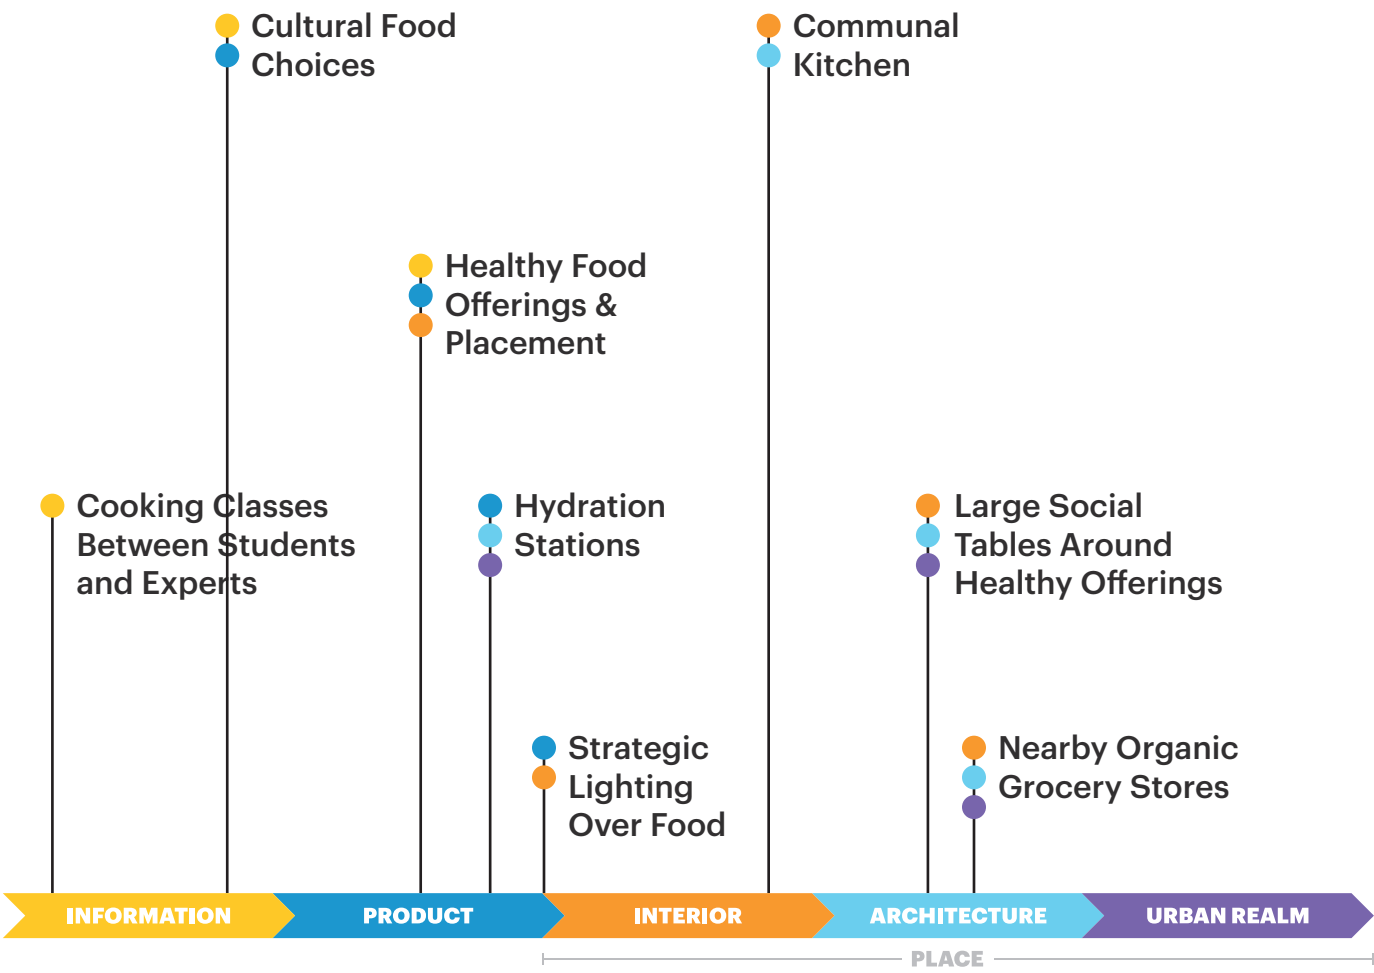 Cultural Food
Choices
Communal
Kitchen
Healthy Food
Offerings &
Placement
Cooking Classes
Between Students
and Experts
Hydration
Stations
Large Social
Tables Around
Healthy Offerings
Strategic
Lighting
Over Food
Nearby Organic
Grocery Stores
INFORMATION
PRODUCT
INTERIOR
ARCHITECTURE
URBAN REALM
PLACE